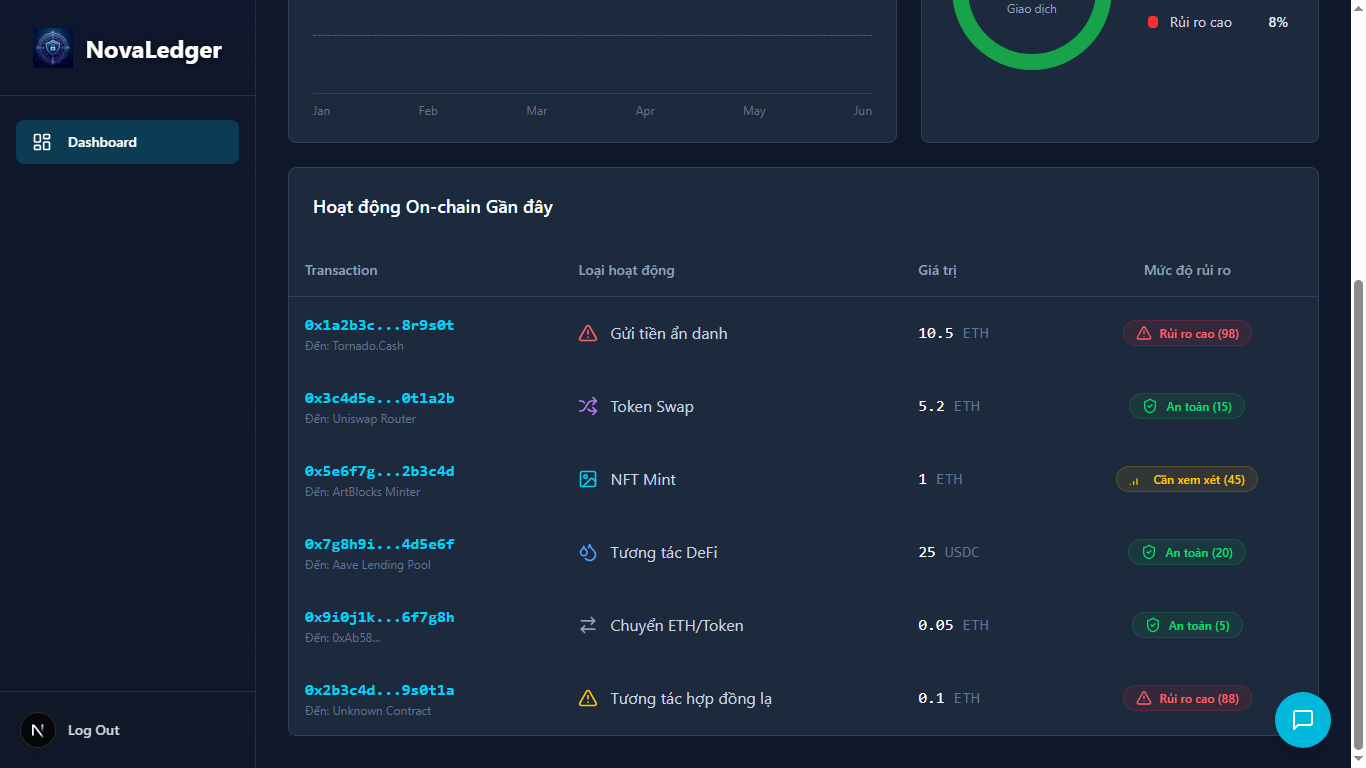 NovaLedger
Dashboard
Giao dịch
Rủi ro cao 8%
Jan Feb Mar Apr May Jun
Hoạt động On-chain Gần đây
Transaction Loại hoạt động Giá trị Mức độ rủi ro
0x1a2b3c...8r9s0t
Đến: Tornado.Cash
Gửi tiền ẩn danh 10.5 ETH Rủi ro cao (98)
0x3c4d5e...0t1a2b
Đến: Uniswap Router
Token Swap 5.2 ETH An toàn (15)
0x5e6f7g...2b3c4d
Đến: ArtBlocks Minter
NFT Mint 1 ETH Cần xem xét (45)
0x7g8h9i...4d5e6f
Đến: Aave Lending Pool
Tương tác DeFi 25 USDC An toàn (20)
0x9i0j1k...6f7g8h
Đến: 0xAb58...
Chuyển ETH/Token 0.05 ETH An toàn (5)
0x2b3c4d...9s0t1a
Đến: Unknown Contract
Tương tác hợp đồng lạ 0.1 ETH Rủi ro cao (88)
N Log Out